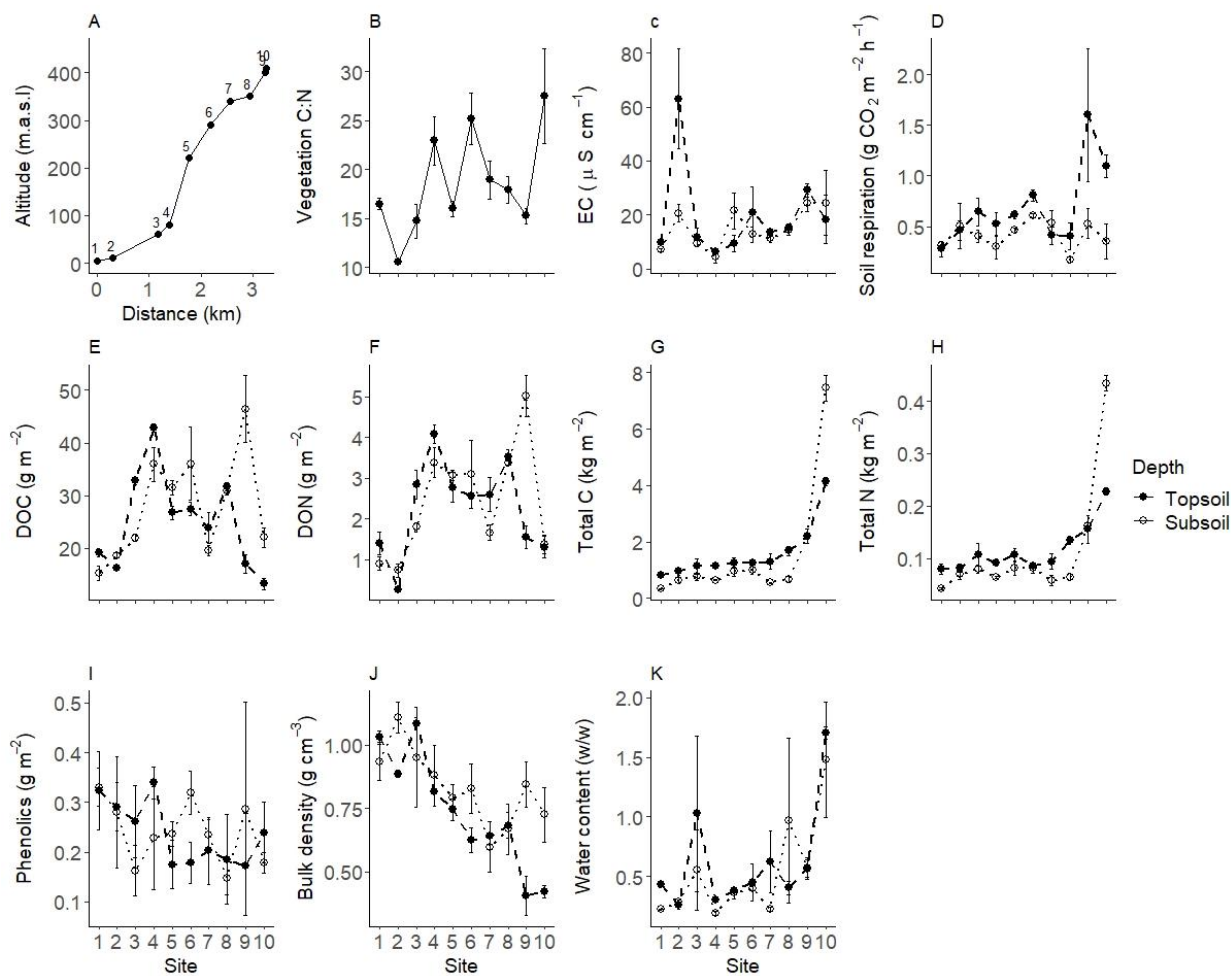 A
B
c
D
Altitude (m.a.s.l)
400
300
200
100
0
1
2
3
4
5
6
7
8
9
10
0
1
2
3
Distance (km)
Vegetation C:N
30
25
20
15
10
EC ( μ S cm⁻¹)
80
60
40
20
0
Soil respiration (g CO₂ m⁻² h⁻¹)
2.0
1.5
1.0
0.5
E
F
G
H
DOC (g m⁻²)
50
40
30
20
DON (g m⁻²)
5
4
3
2
1
Total C (kg m⁻²)
8
6
4
2
0
Total N (kg m⁻²)
0.4
0.3
0.2
0.1
Depth
Topsoil
Subsoil
I
J
K
Phenolics (g m⁻²)
0.5
0.4
0.3
0.2
0.1
1 2 3 4 5 6 7 8 9 10
Site
Bulk density (g cm⁻³)
1.00
0.75
0.50
1 2 3 4 5 6 7 8 9 10
Site
Water content (w/w)
2.0
1.5
1.0
0.5
1 2 3 4 5 6 7 8 9 10
Site